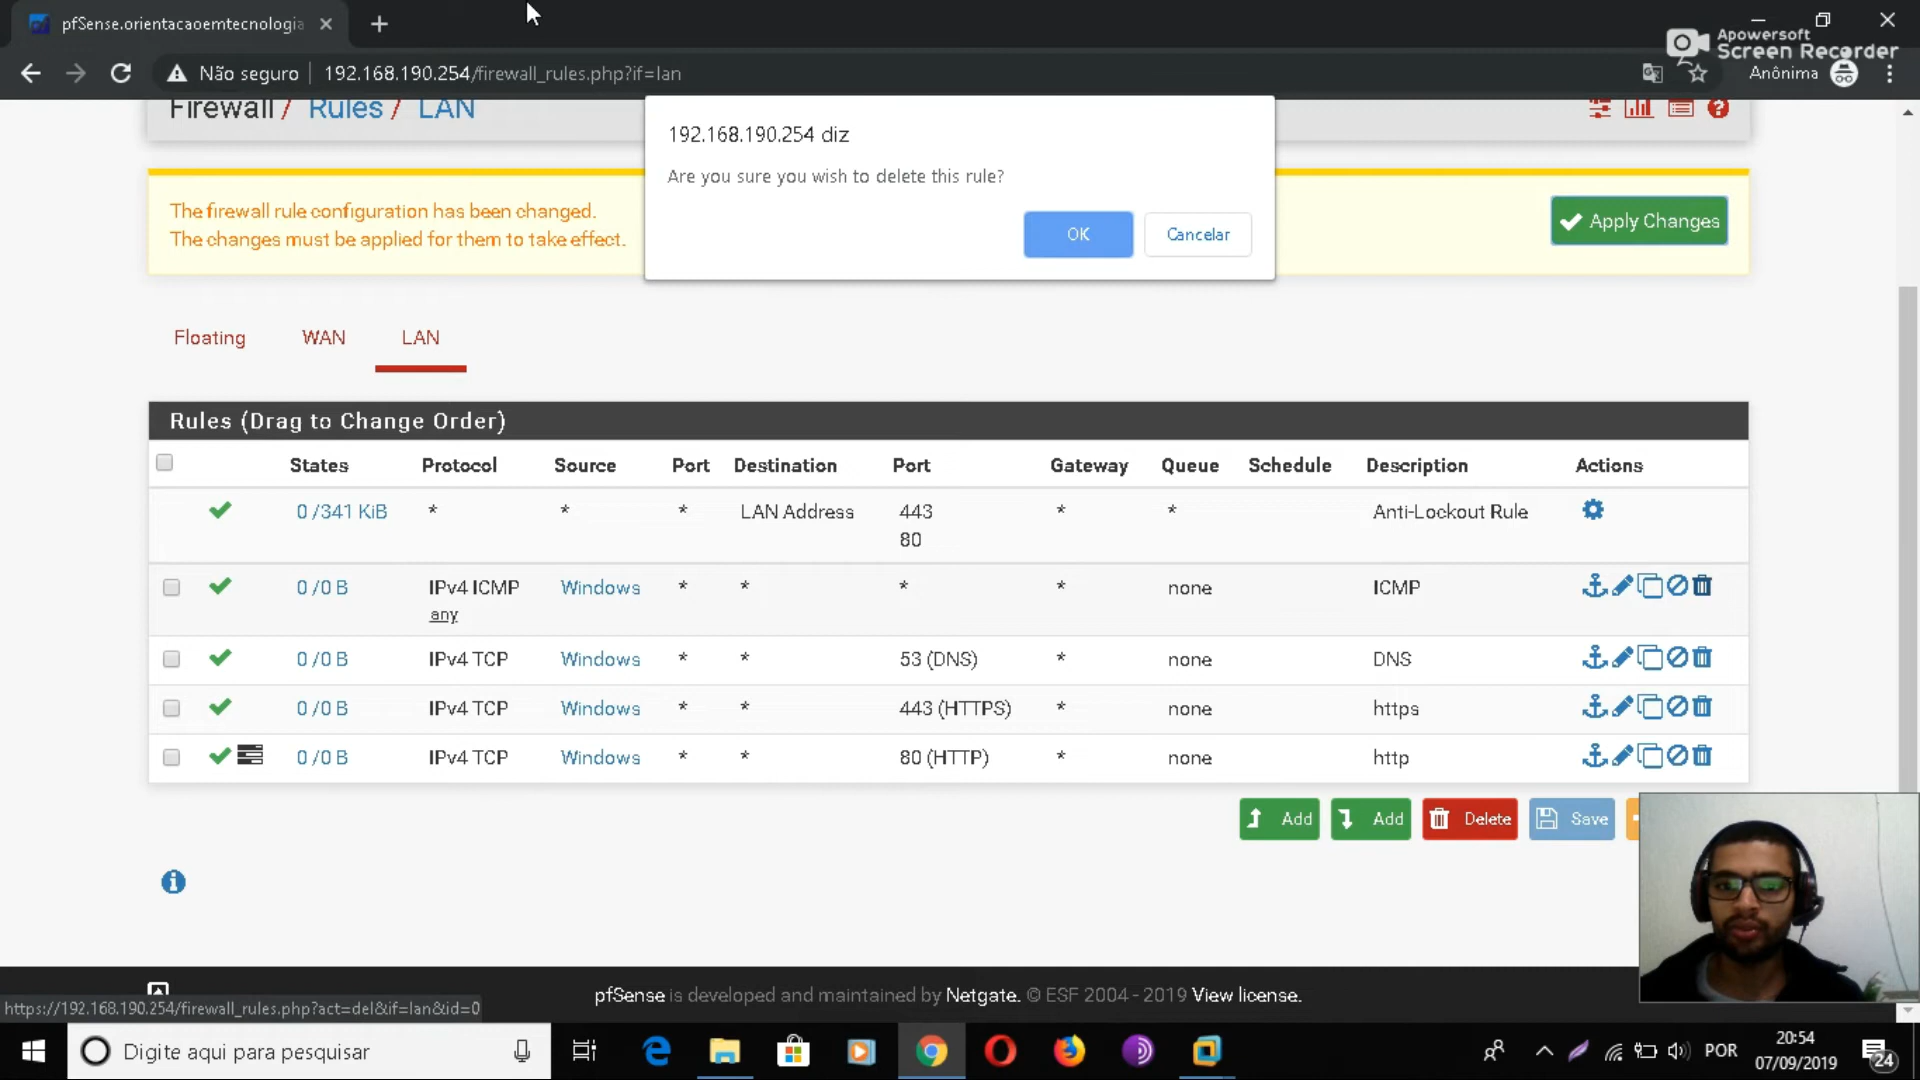 pfSense.orientacaoemtecnologia
Apowersoft
Screen Recorder
Não seguro
192.168.190.254/firewall_rules.php?if=lan
Anônima
Firewall / Rules / LAN
192.168.190.254 diz
Are you sure you wish to delete this rule?
OK
Cancelar
The firewall rule configuration has been changed.
The changes must be applied for them to take effect.
Apply Changes
Floating WAN LAN
Rules (Drag to Change Order)
States Protocol Source Port Destination Port Gateway Queue Schedule Description Actions
0 /341 KiB * * * LAN Address 443 * * Anti-Lockout Rule
80
0 /0 B IPv4 ICMP Windows * * * * none ICMP
any
0 /0 B IPv4 TCP Windows * * 53 (DNS) * none DNS
0 /0 B IPv4 TCP Windows * * 443 (HTTPS) * none https
0 /0 B IPv4 TCP Windows * * 80 (HTTP) * none http
Add Add Delete Save
pfSense is developed and maintained by Netgate. © ESF 2004 - 2019 View license.
https://192.168.190.254/firewall_rules.php?act=del&if=lan&id=0
Digite aqui para pesquisar
POR
20:54
07/09/2019
24